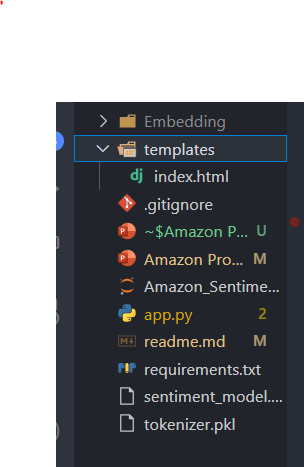 Embedding
templates
dj index.html
.gitignore
~$Amazon P... U
Amazon Pro... M
Amazon_Sentime...
app.py 2
readme.md M
requirements.txt
sentiment_model....
tokenizer.pkl